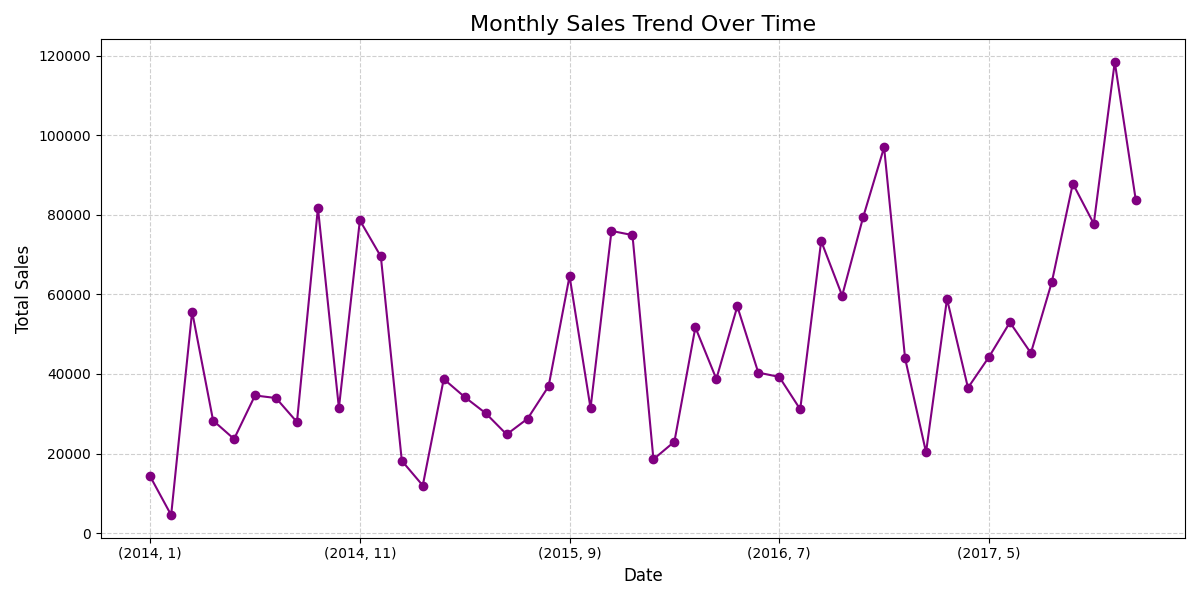 Monthly Sales Trend Over Time
120000
100000
80000
60000
40000
20000
0
Total Sales
(2014, 1) (2014, 11) (2015, 9) (2016, 7) (2017, 5)
Date